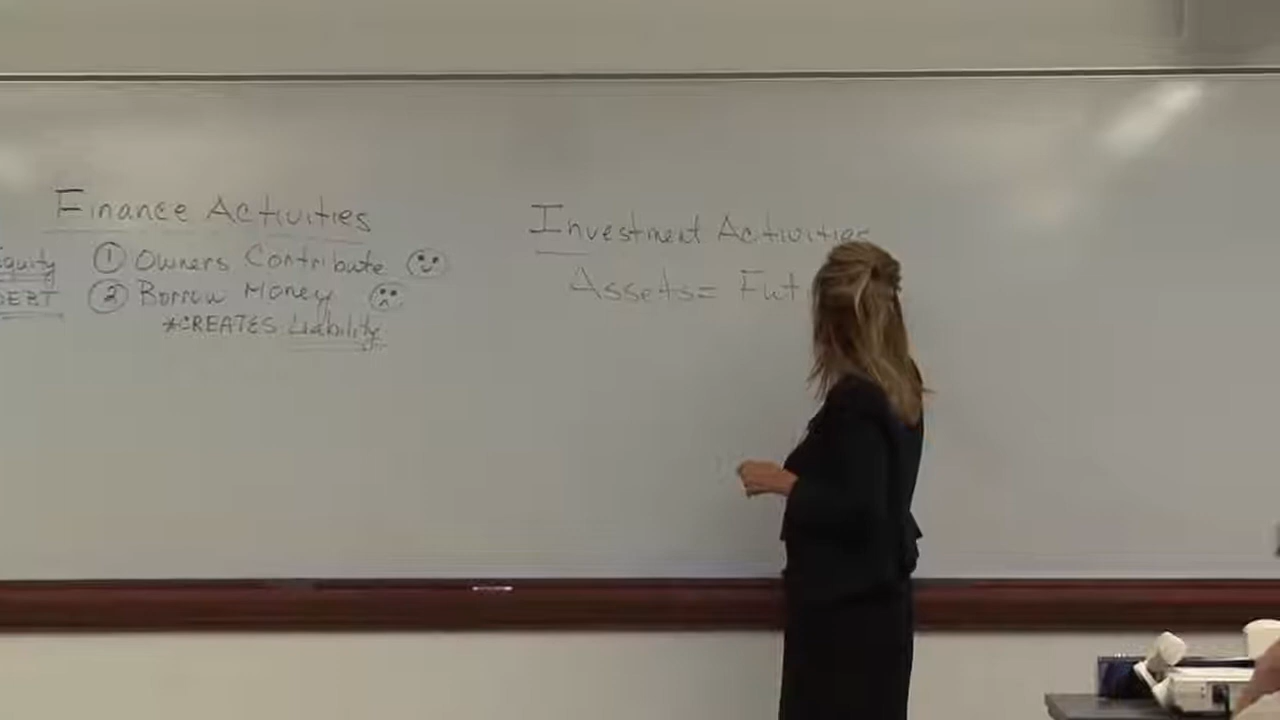 Finance Activities
Equity ① Owners Contribute
DEBT ② Borrow Money
*CREATES Liability
Investment Activities
Assets= Fut